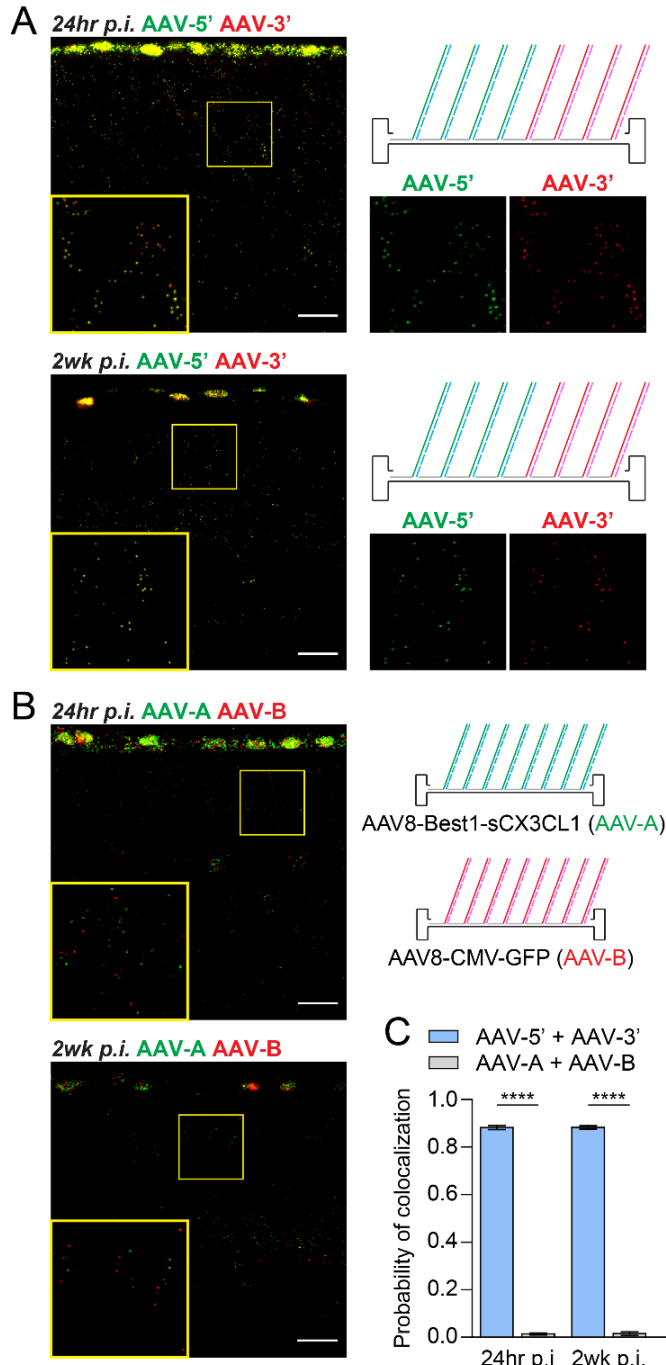 A
24hr p.i. AAV-5’ AAV-3’
AAV-5’ AAV-3’
2wk p.i. AAV-5’ AAV-3’
AAV-5’ AAV-3’
B
24hr p.i. AAV-A AAV-B
AAV8-Best1-sCX3CL1 (AAV-A)
AAV8-CMV-GFP (AAV-B)
2wk p.i. AAV-A AAV-B
C
AAV-5’ + AAV-3’
AAV-A + AAV-B
Probability of colocalization
1.0
0.8
0.6
0.4
0.2
0.0
**** ****
24hr p.i 2wk p.i.